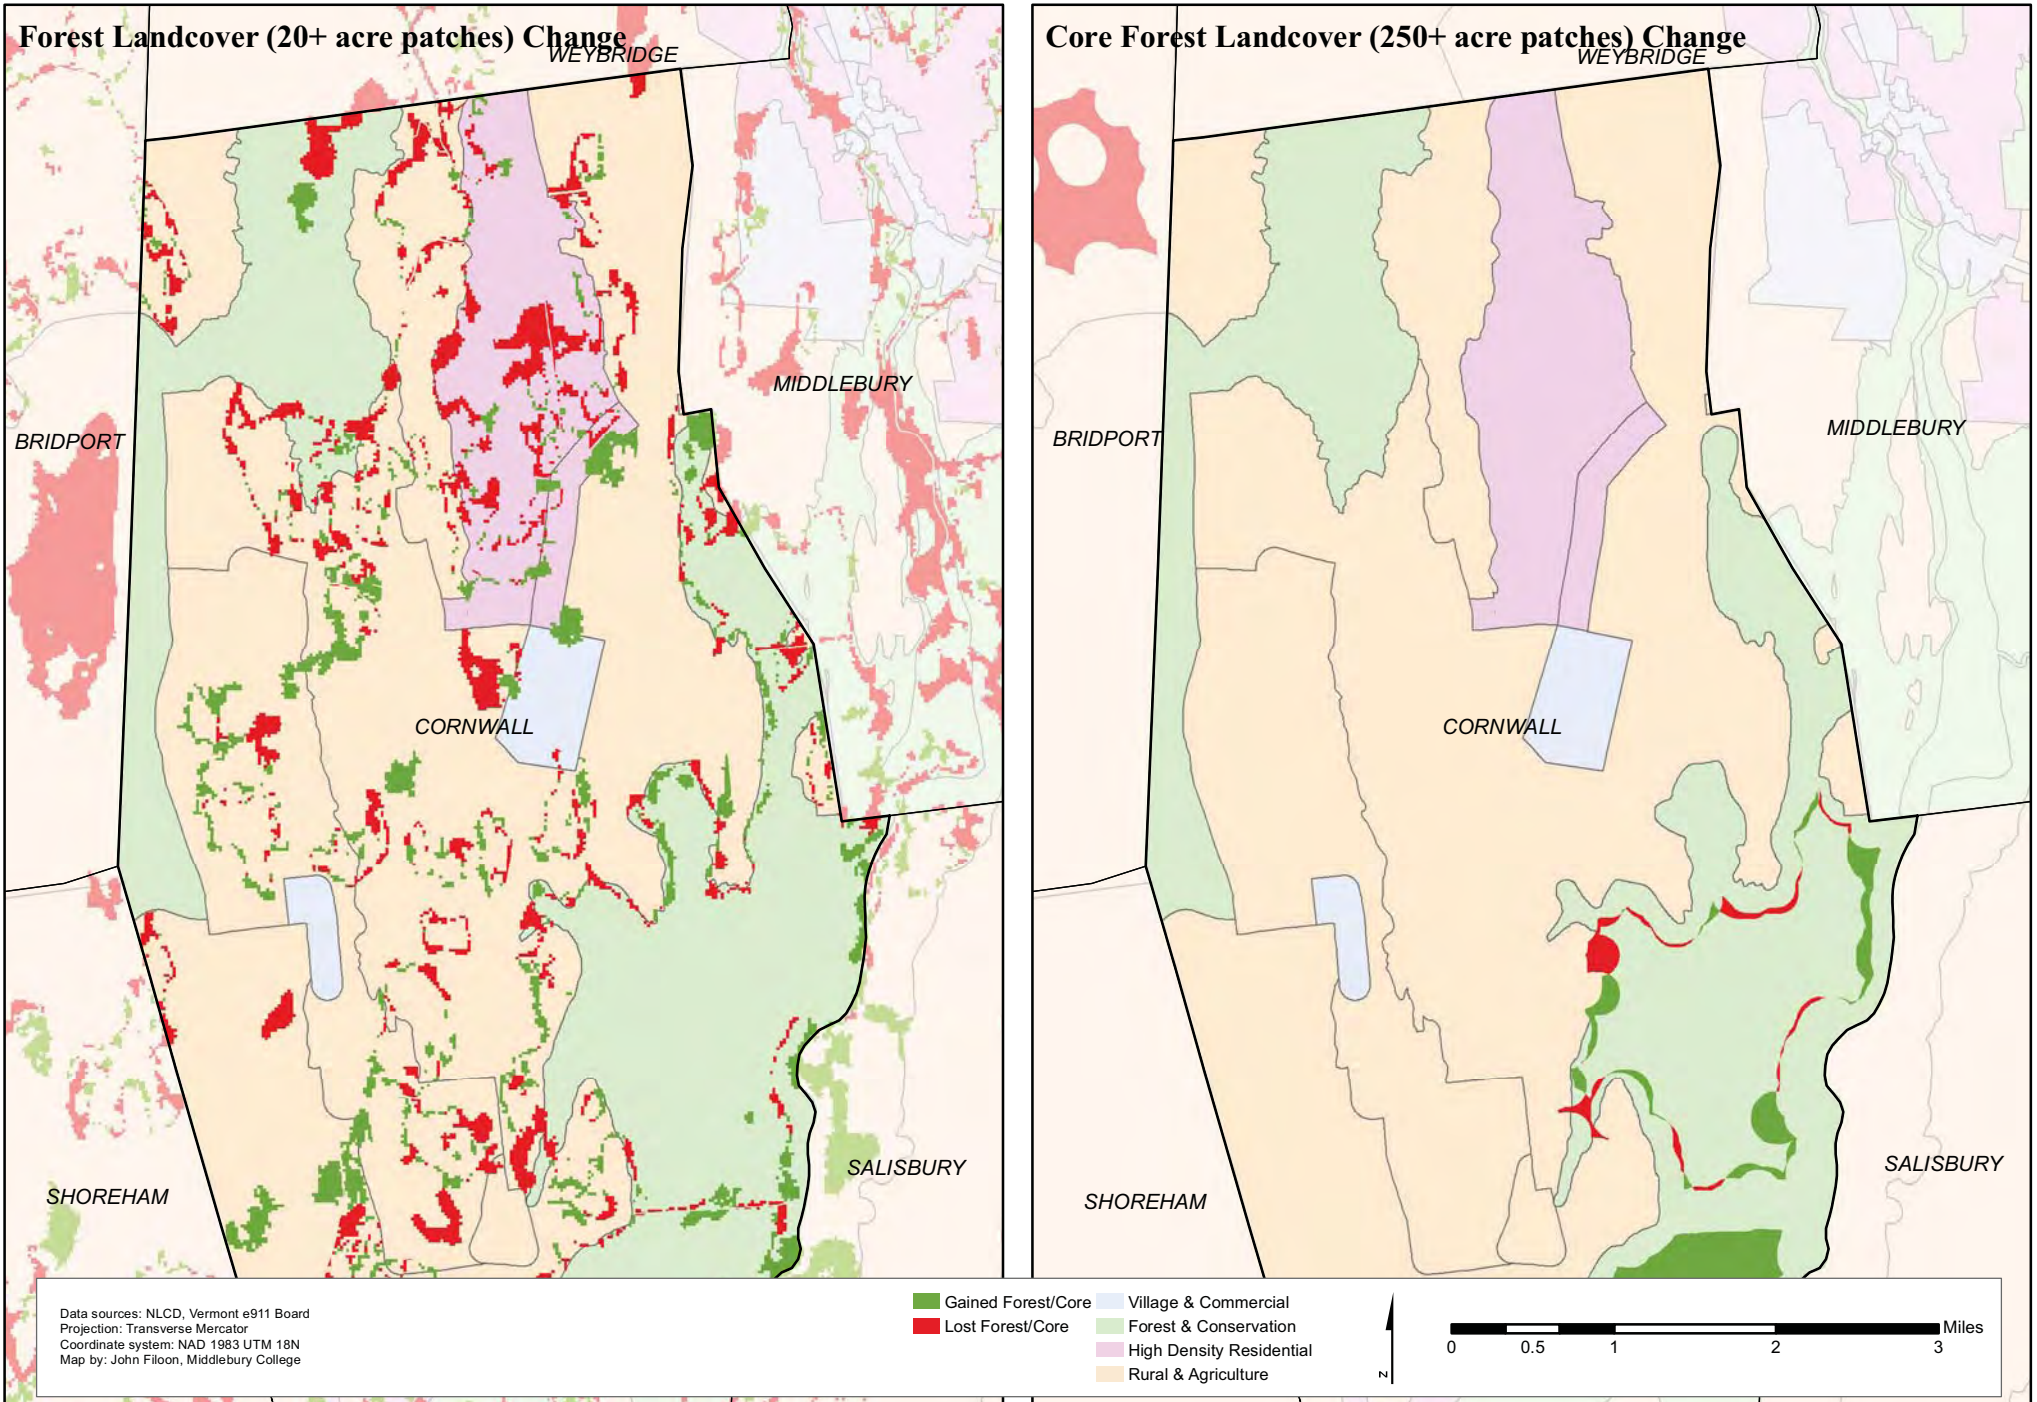 Forest Landcover (20+ acre patches) Change
WEYBRIDGE
MIDDLEBURY
BRIDPORT
CORNWALL
SALISBURY
SHOREHAM
Core Forest Landcover (250+ acre patches) Change
WEYBRIDGE
MIDDLEBURY
BRIDPORT
CORNWALL
SALISBURY
SHOREHAM
Data sources: NLCD, Vermont e911 Board
Projection: Transverse Mercator
Coordinate system: NAD 1983 UTM 18N
Map by: John Filoon, Middlebury College
Gained Forest/Core
Lost Forest/Core
Village & Commercial
Forest & Conservation
High Density Residential
Rural & Agriculture
N
Miles
0 0.5 1 2 3